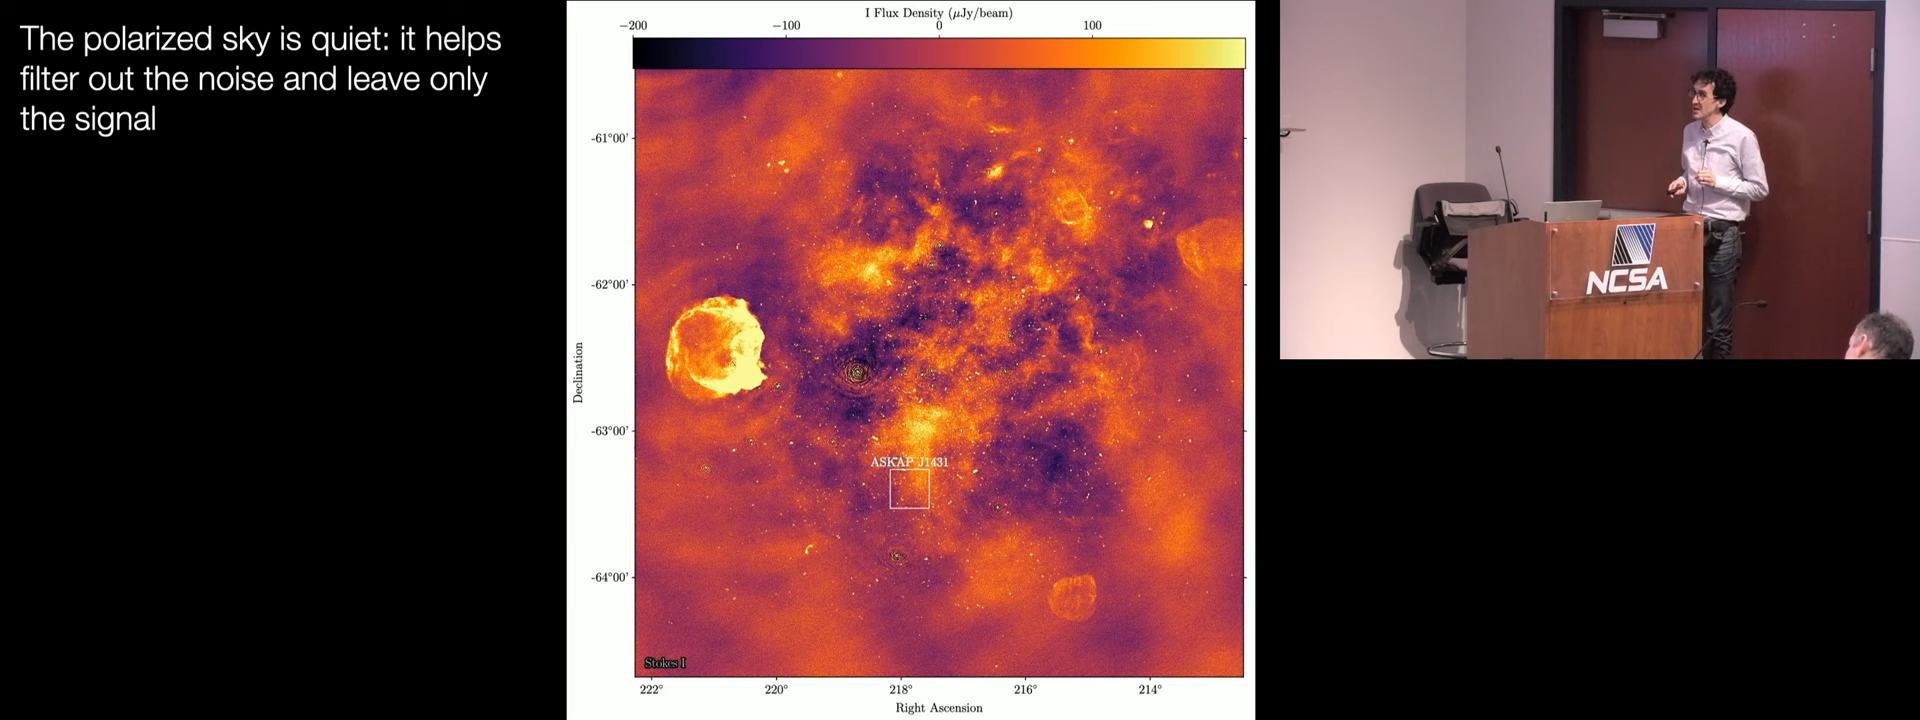 The polarized sky is quiet: it helps
filter out the noise and leave only
the signal
I Flux Density (μJy/beam)
−200 −100 0 100
-61°00'
-62°00'
-63°00'
-64°00'
Declination
ASKAP J1431
Stokes I
222° 220° 218° 216° 214°
Right Ascension
NCSA